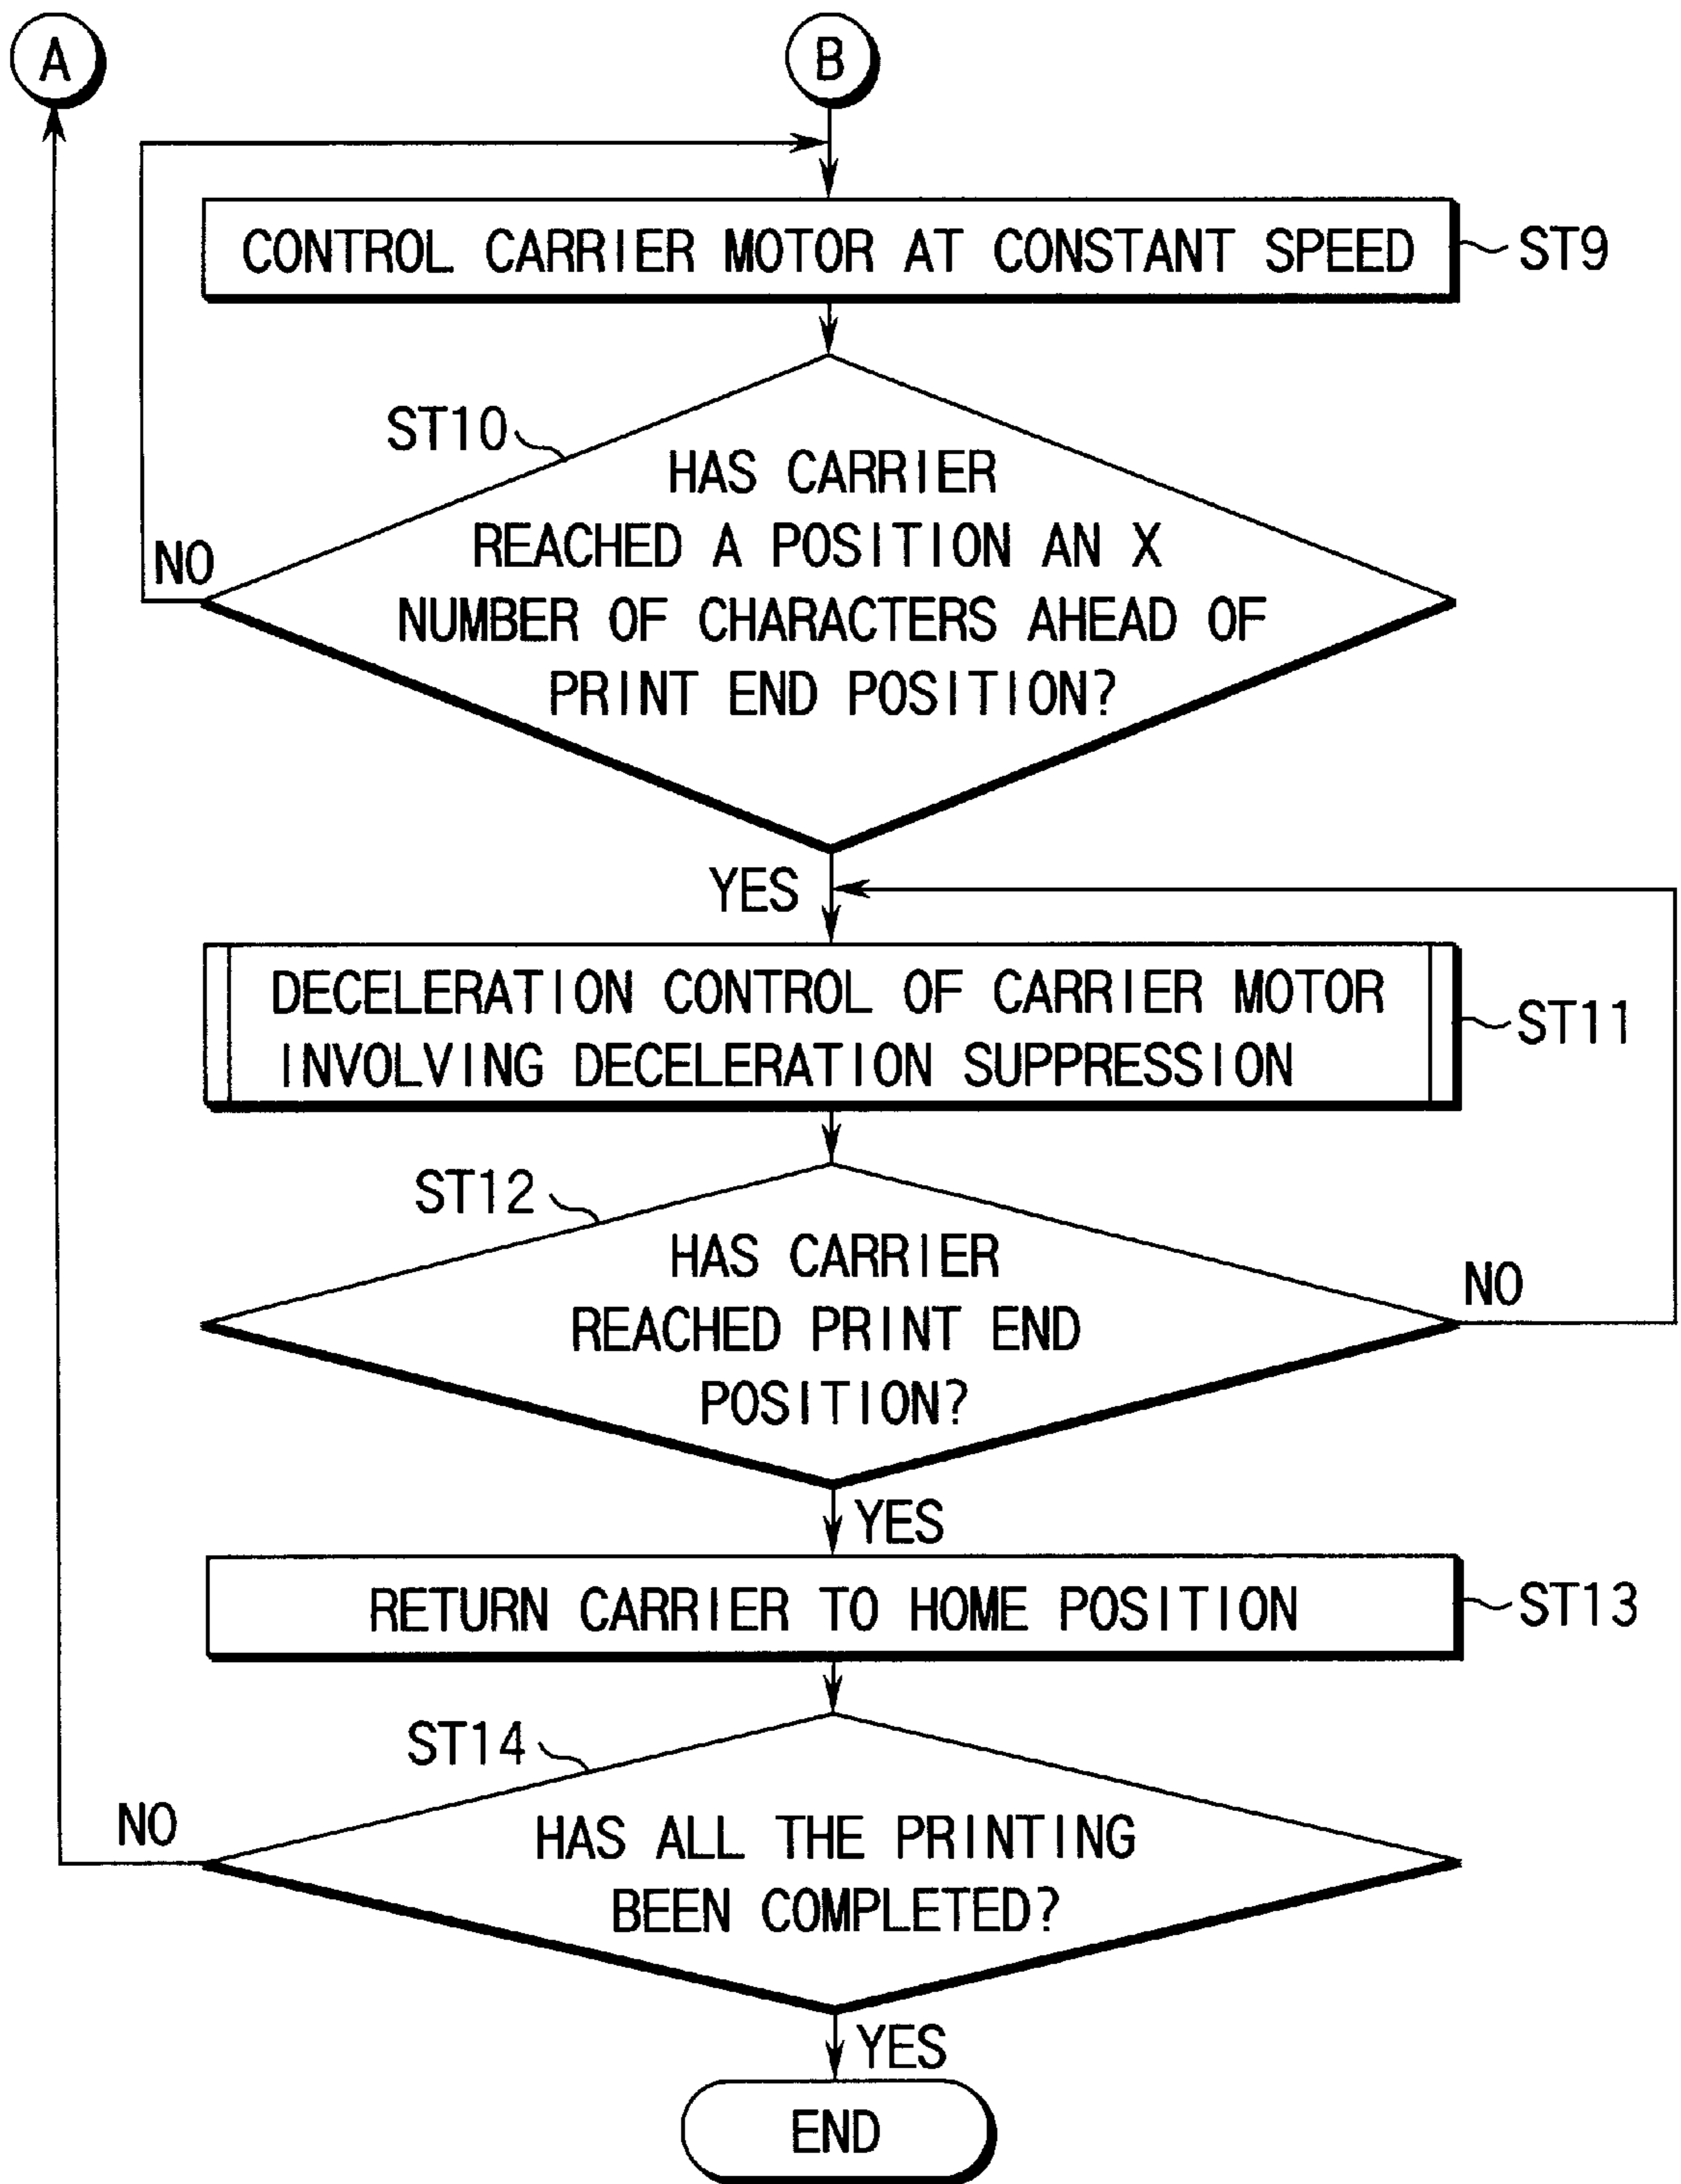 A
B
CONTROL CARRIER MOTOR AT CONSTANT SPEED
ST9
ST10
HAS CARRIER
REACHED A POSITION AN X
NUMBER OF CHARACTERS AHEAD OF
PRINT END POSITION?
NO
YES
DECELERATION CONTROL OF CARRIER MOTOR
INVOLVING DECELERATION SUPPRESSION
ST11
ST12
HAS CARRIER
REACHED PRINT END
POSITION?
NO
YES
RETURN CARRIER TO HOME POSITION
ST13
ST14
NO
HAS ALL THE PRINTING
BEEN COMPLETED?
YES
END